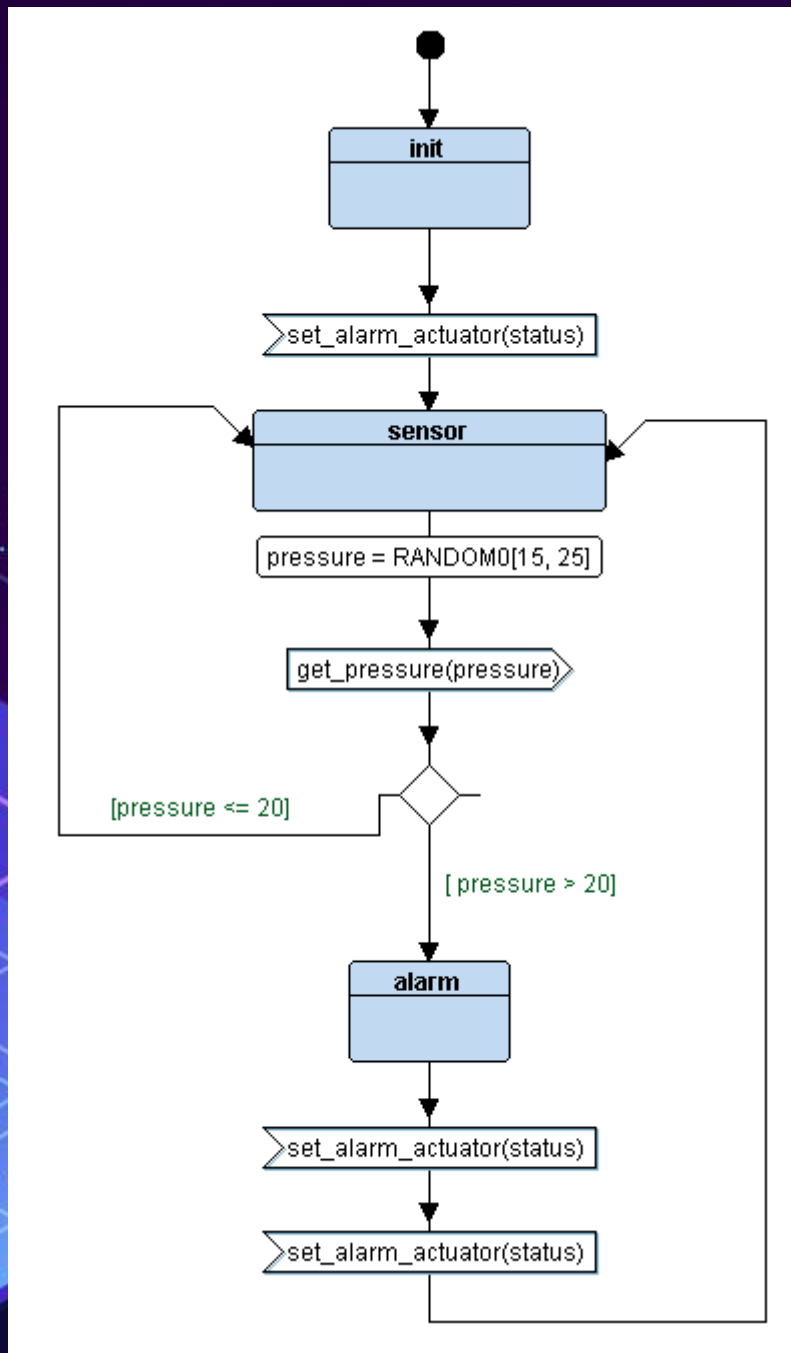 init
set_alarm_actuator(status)
sensor
pressure = RANDOM0[15, 25]
get_pressure(pressure)
[pressure <= 20]
[ pressure > 20]
alarm
set_alarm_actuator(status)
set_alarm_actuator(status)